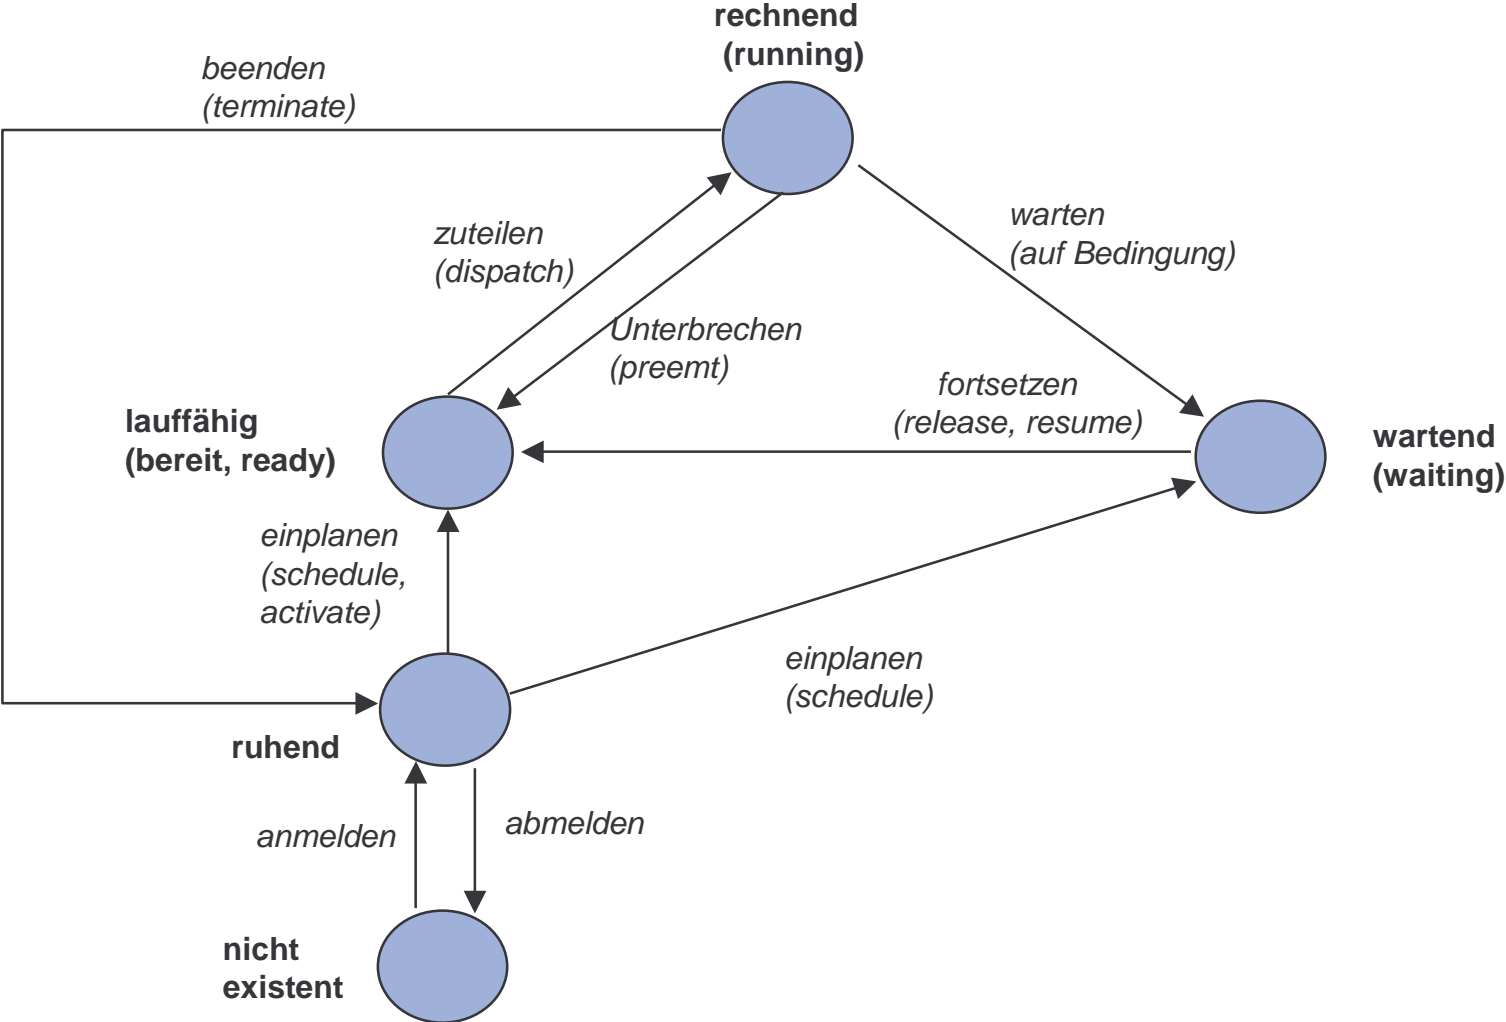 rechnend
(running)
beenden
(terminate)
zuteilen
(dispatch)
warten
(auf Bedingung)
Unterbrechen
(preemt)
fortsetzen
(release, resume)
lauffähig
(bereit, ready)
wartend
(waiting)
einplanen
(schedule,
activate)
einplanen
(schedule)
ruhend
anmelden
abmelden
nicht
existent